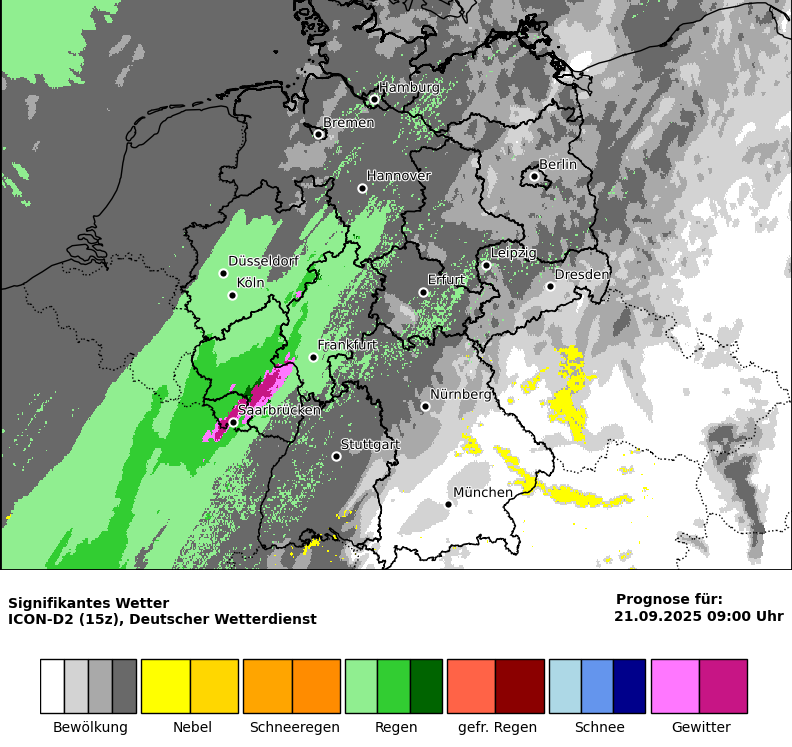 Hamburg
Bremen
Berlin
Hannover
Leipzig
Düsseldorf
Dresden
Köln
Erfurt
Frankfurt
Nürnberg
Saarbrücken
Stuttgart
München
Signifikantes Wetter
ICON-D2 (15z), Deutscher Wetterdienst
Prognose für:
21.09.2025 09:00 Uhr
Bewölkung Nebel Schneeregen Regen gefr. Regen Schnee Gewitter